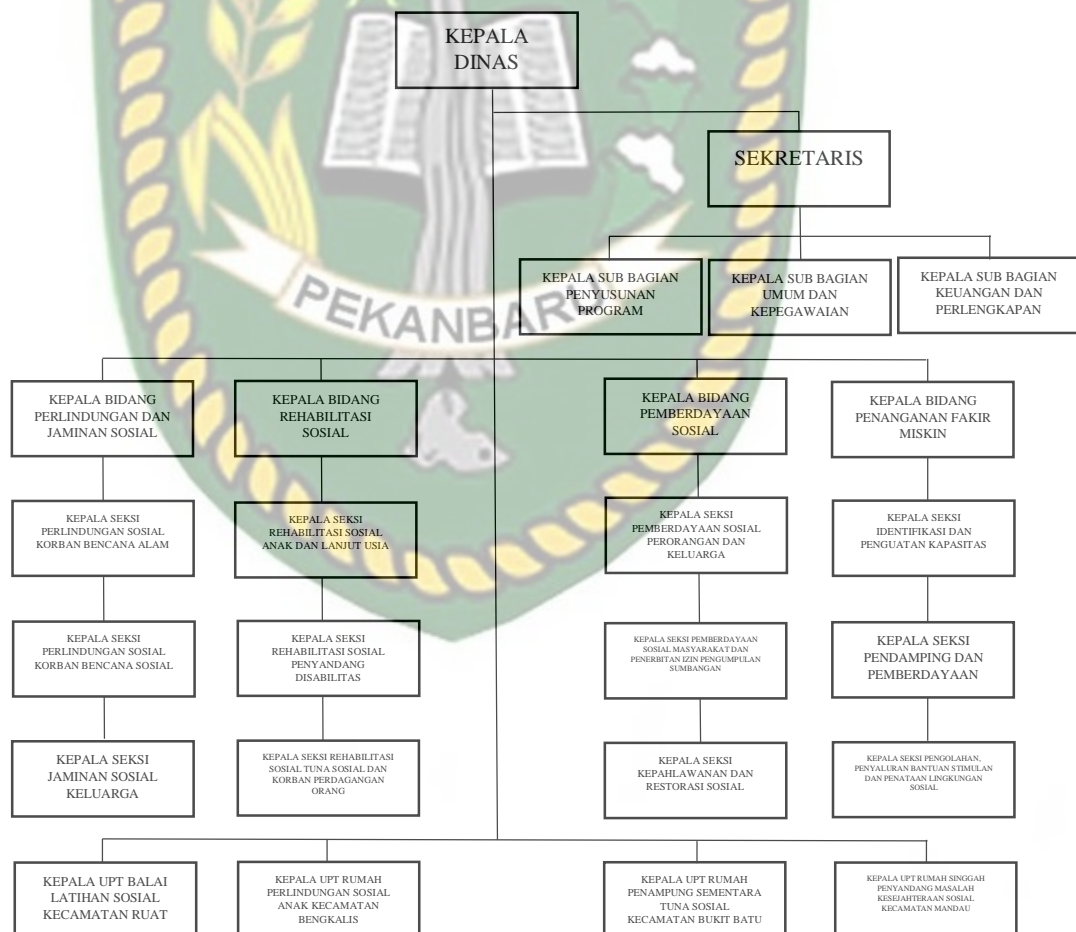 KEPALA
DINAS
SEKRETARIS
KEPALA SUB BAGIAN
PENYUSUNAN
PROGRAM
KEPALA SUB BAGIAN
UMUM DAN
KEPEGAWAIAN
KEPALA SUB BAGIAN
KEUANGAN DAN
PERLENGKAPAN
PEKANBARU
KEPALA BIDANG
PERLINDUNGAN DAN
JAMINAN SOSIAL
KEPALA BIDANG
REHABILITASI
SOSIAL
KEPALA BIDANG
PEMBERDAYAAN
SOSIAL
KEPALA BIDANG
PENANGANAN FAKIR
MISKIN
KEPALA SEKSI
PERLINDUNGAN SOSIAL
KORBAN BENCANA ALAM
KEPALA SEKSI
REHABILITASI SOSIAL
ANAK DAN LANJUT USIA
KEPALA SEKSI
PEMBERDAYAAN SOSIAL
PERORANGAN DAN
KELUARGA
KEPALA SEKSI
IDENTIFIKASI DAN
PENGUATAN KAPASITAS
KEPALA SEKSI
PERLINDUNGAN SOSIAL
KORBAN BENCANA SOSIAL
KEPALA SEKSI
REHABILITASI SOSIAL
PENYANDANG
DISABILITAS
KEPALA SEKSI PEMBERDAYAAN
SOSIAL MASYARAKAT DAN
PENERBITAN IZIN PENGUMPULAN
SUMBANGAN
KEPALA SEKSI
PENDAMPING DAN
PEMBERDAYAAN
KEPALA SEKSI
JAMINAN SOSIAL
KELUARGA
KEPALA SEKSI REHABILITASI
SOSIAL TUNA SOSIAL DAN
KORBAN PERDAGANGAN
ORANG
KEPALA SEKSI
KEPAHLAWANAN DAN
RESTORASI SOSIAL
KEPALA SEKSI PENGOLAHAN,
PENYALURAN BANTUAN STIMULAN
DAN PENATAAN LINGKUNGAN
SOSIAL
KEPALA UPT BALAI
LATIHAN SOSIAL
KECAMATAN RUAT
KEPALA UPT RUMAH
PERLINDUNGAN SOSIAL
ANAK KECAMATAN
BENGKALIS
KEPALA UPT RUMAH
PENAMPUNG SEMENTARA
TUNA SOSIAL
KECAMATAN BUKIT BATU
KEPALA UPT RUMAH SINGGAH
PENYANDANG MASALAH
KESEJAHTERAAN SOSIAL
KECAMATAN MANDAU